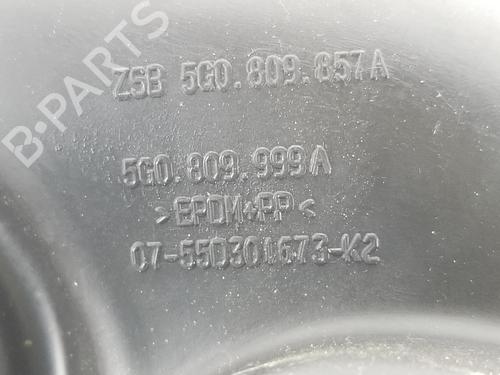 B-PARTS
ZSB 5G0.809.857A
5G0.809.999A
>EPDM+PP<
07-55D301673-K2